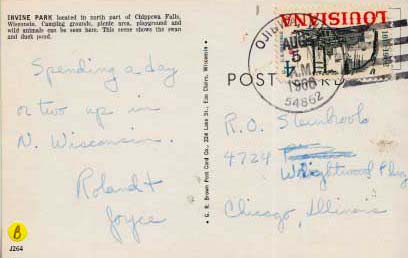 IRVINE PARK located in north part of Chippewa Falls,
Wisconsin. Camping grounds, picnic area, playground and
wild animals can be seen here. This scene shows the swan
and duck pond.
Spending a day
or two up in
N. Wisconsin.
Roland +
Joyce
B
J264
★ G. R. Brown Post Card Co., 204 Lake St., Eau Claire, Wisconsin ★
POST CARD
LOUISIANA
4
AUG
5
A.M.
1966
54862
R.O.
4724
Wrightwood
Chicago, Illinois